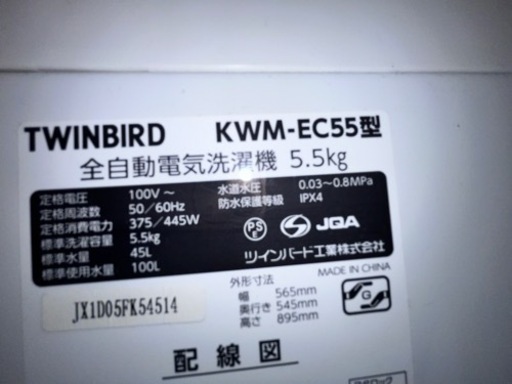 TWINBIRD KWM-EC55型
全自動電気洗濯機 5.5kg
定格電圧 100V～
定格周波数 50/60Hz
定格消費電力 375/445W
標準洗濯容量 5.5kg
標準水量 45L
標準使用水量 100L
水道水圧 0.03～0.8MPa
防水保護等級 IPX4
PSE JQA
ツインバード工業株式会社
MADE IN CHINA
外形寸法
幅 565mm
奥行き 545mm
高さ 895mm
G
JX1D05FK54514
配線図